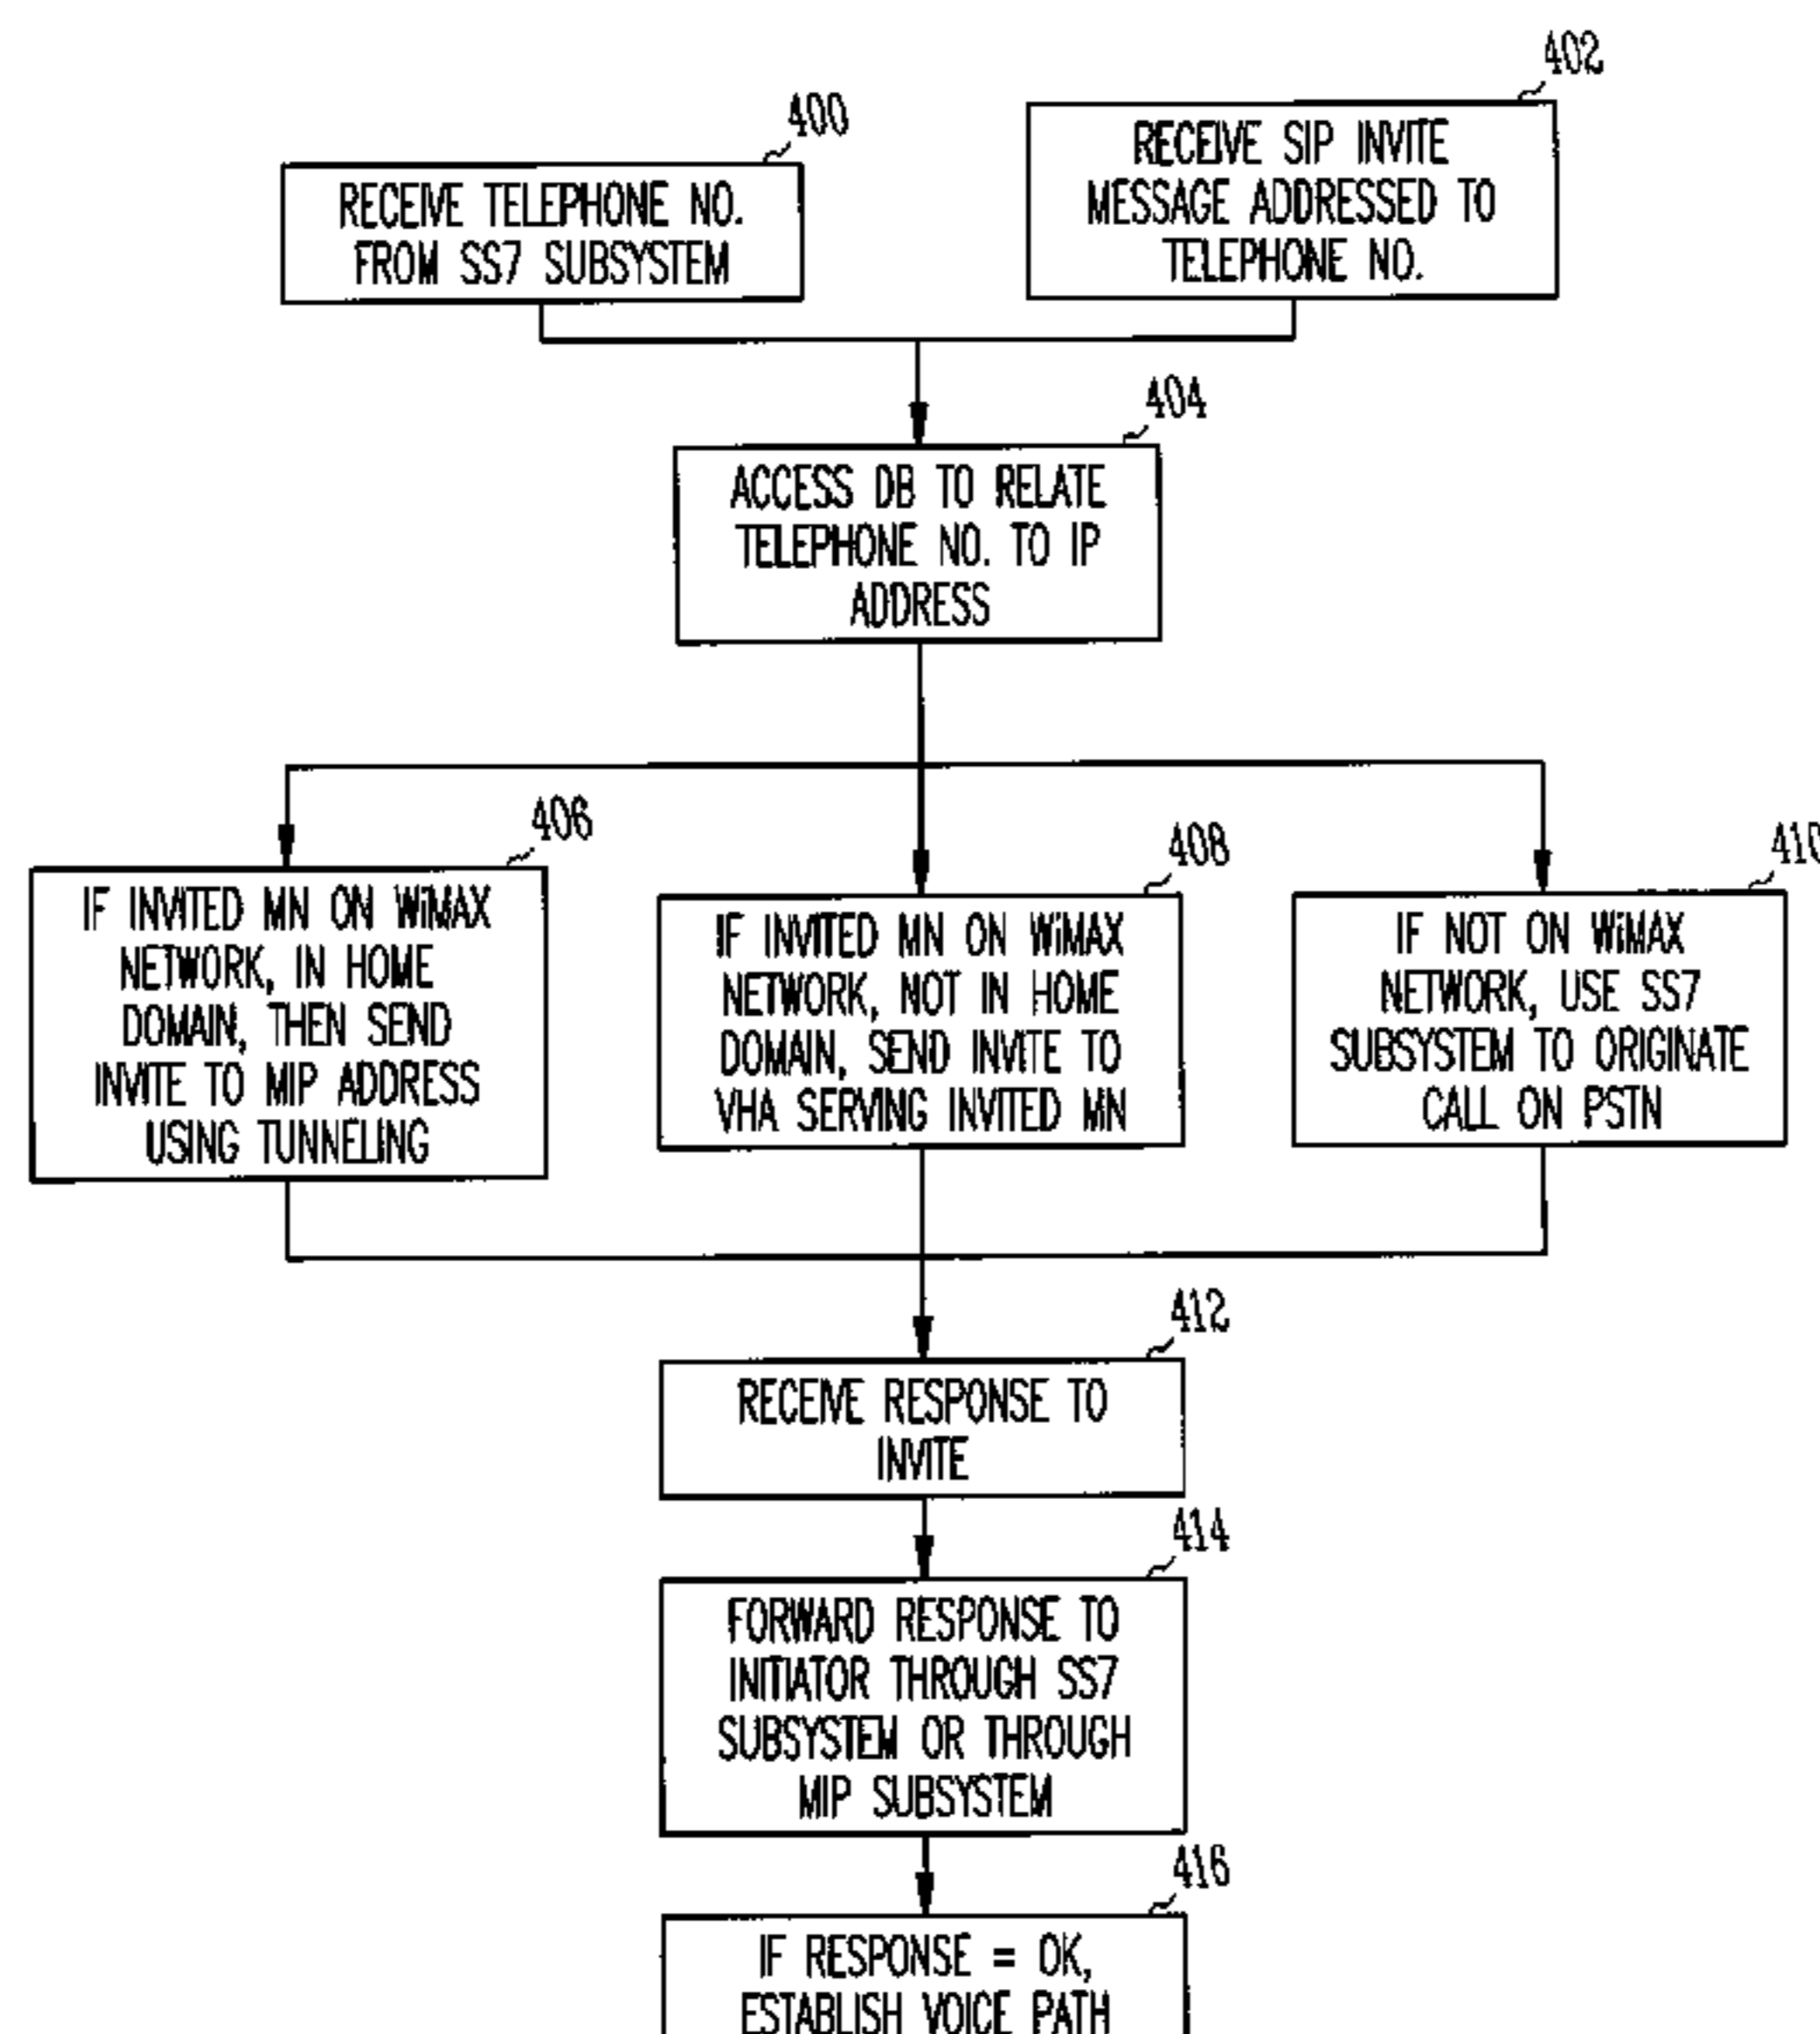 400
RECEIVE TELEPHONE NO.
FROM SS7 SUBSYSTEM
402
RECEIVE SIP INVITE
MESSAGE ADDRESSED TO
TELEPHONE NO.
404
ACCESS DB TO RELATE
TELEPHONE NO. TO IP
ADDRESS
406
IF INVITED MN ON WiMAX
NETWORK, IN HOME
DOMAIN, THEN SEND
INVITE TO MIP ADDRESS
USING TUNNELING
408
IF INVITED MN ON WiMAX
NETWORK, NOT IN HOME
DOMAIN, SEND INVITE TO
VHA SERVING INVITED MN
410
IF NOT ON WiMAX
NETWORK, USE SS7
SUBSYSTEM TO ORIGINATE
CALL ON PSTN
412
RECEIVE RESPONSE TO
INVITE
414
FORWARD RESPONSE TO
INITIATOR THROUGH SS7
SUBSYSTEM OR THROUGH
MIP SUBSYSTEM
416
IF RESPONSE = OK,
ESTABLISH VOICE PATH